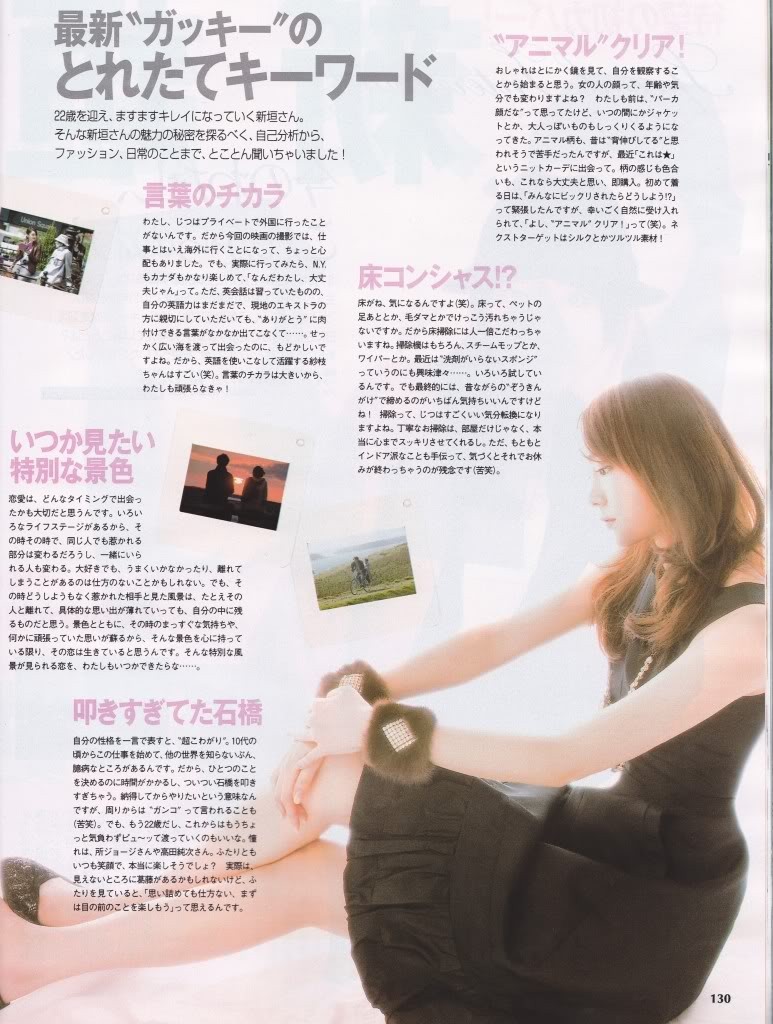 最新“ガッキー”の
とれたてキーワード
22歳を迎え、ますますキレイになっていく新垣さん。
そんな新垣さんの魅力の秘密を探るべく、自己分析から、
ファッション、日常のことまで、とことん聞いちゃいました！
“アニマル”クリア！
おしゃれはとにかく鏡を見て、自分を観察すること
から始まると思う。女の人の顔って、年齢や気
分でも変わりますよね？　わたしも前は、“パーカ
顔だな”って思ってたけど、いつの間にかジャケッ
トとか、大人っぽいものもしっくりくるようになっ
てきた。アニマル柄も、昔は“背伸びしてる”と思
われそうで苦手だったんですが、最近「これは★」
というニットカーデに出会って。柄の感じも色合
いも、これなら大丈夫と思い、即購入。初めて着
る日は、「みんなにビックリされたらどうしよう!?」
って緊張したんですが、幸いごく自然に受け入れ
られて、「よし、“アニマル”クリア！」って(笑)。ネ
クストターゲットはシルクとかツルツル素材！
言葉のチカラ
わたし、じつはプライベートで外国に行ったこと
がないんです。だから今回の映画の撮影では、仕
事とはいえ海外に行くことになって、ちょっと心
配もありました。でも、実際に行ってみたら、N.Y.
もカナダもかなり楽しめて、「なんだわたし、大丈
夫じゃん」って。ただ、英会話は習っていたものの、
自分の英語力はまだまだで、現地のエキストラの
方に親切にしていただいても、“ありがとう”に肉
付けできる言葉がなかなか出てこなくて……。せっ
かく広い海を渡って出会ったのに、もどかしいで
すよね。だから、英語を使いこなして活躍する紗枝
ちゃんはすごい(笑)。言葉のチカラは大きいから、
わたしも頑張らなきゃ！
床コンシャス!?
床がね、気になるんですよ(笑)。床って、ペットの
足あととか、毛ダマとかでけっこう汚れちゃうじゃ
ないですか。だから床掃除には人一倍こだわっちゃ
いますね。掃除機はもちろん、スチームモップとか、
ワイパーとか。最近は“洗剤がいらないスポンジ”
っていうのにも興味津々……。いろいろ試してい
るんです。でも最終的には、昔ながらの“ぞうきん
がけ”で締めるのがいちばん気持ちいいんですけど
ね！ 掃除って、じつはすごくいい気分転換になり
ますよね。丁寧なお掃除は、部屋だけじゃなく、本
当に心までスッキリさせてくれるし。ただ、もともと
インドア派なことも手伝って、気づくとそれでお休
みが終わっちゃうのが残念です(苦笑)。
いつか見たい
特別な景色
恋愛は、どんなタイミングで出会っ
たかも大切だと思うんです。いろい
ろなライフステージがあるから、そ
の時その時で、同じ人でも惹かれる
部分は変わるだろうし、一緒にいら
れる人も変わる。大好きでも、うまくいかなかったり、離れて
しまうことがあるのは仕方のないことかもしれない。でも、そ
の時どうしようもなく惹かれた相手と見た風景は、たとえその
人と離れて、具体的な思い出が薄れていっても、自分の中に残
るものだと思う。景色とともに、その時のまっすぐな気持ちや、
何かに頑張っていた思いが蘇るから、そんな景色を心に持って
いる限り、その恋は生きていると思うんです。そんな特別な風
景が見られる恋を、わたしもいつかできたらな……。
叩きすぎてた石橋
自分の性格を一言で表すと、“超こわがり”。10代の
頃からこの仕事を始めて、他の世界を知らないぶん、
臆病なところがあるんです。だから、ひとつのこと
を決めるのに時間がかかるし、ついつい石橋を叩き
すぎちゃう。納得してからやりたいという意味なん
ですが、周りからは“ガンコ”って言われることも
(苦笑)。でも、もう22歳だし、これからはもうちょ
っと気負わずピュ〜ッて渡っていくのもいいな。憧
れは、所ジョージさんや高田純次さん。ふたりとも
いつも笑顔で、本当に楽しそうでしょ？　実際は、
見えないところに葛藤があるかもしれないけど、ふ
たりを見ていると、「思い詰めても仕方ない、まず
は目の前のことを楽しもう」って思えるんです。
130